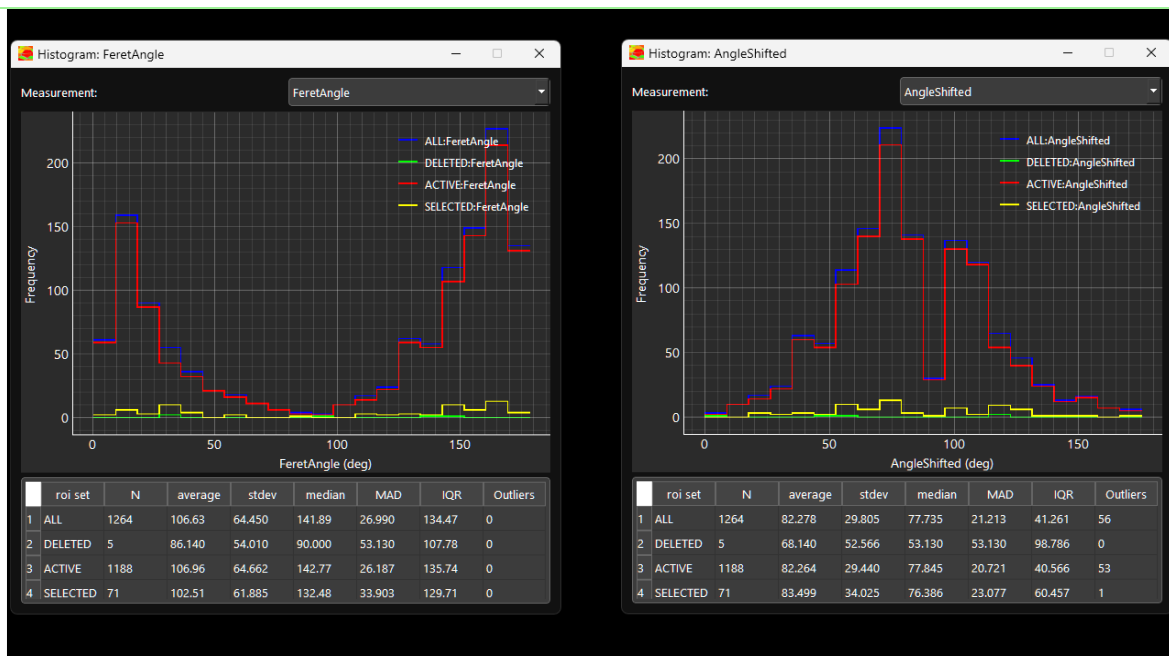 Histogram: FeretAngle
Measurement: FeretAngle
ALL:FeretAngle
DELETED:FeretAngle
ACTIVE:FeretAngle
SELECTED:FeretAngle
200
150
100
50
0
Frequency
0 50 100 150
FeretAngle (deg)
roi set N average stdev median MAD IQR Outliers
1 ALL 1264 106.63 64.450 141.89 26.990 134.47 0
2 DELETED 5 86.140 54.010 90.000 53.130 107.78 0
3 ACTIVE 1188 106.96 64.662 142.77 26.187 135.74 0
4 SELECTED 71 102.51 61.885 132.48 33.903 129.71 0
Histogram: AngleShifted
Measurement: AngleShifted
ALL:AngleShifted
DELETED:AngleShifted
ACTIVE:AngleShifted
SELECTED:AngleShifted
200
150
100
50
0
Frequency
0 50 100 150
AngleShifted (deg)
roi set N average stdev median MAD IQR Outliers
1 ALL 1264 82.278 29.805 77.735 21.213 41.261 56
2 DELETED 5 68.140 52.566 53.130 53.130 98.786 0
3 ACTIVE 1188 82.264 29.440 77.845 20.721 40.566 53
4 SELECTED 71 83.499 34.025 76.386 23.077 60.457 1